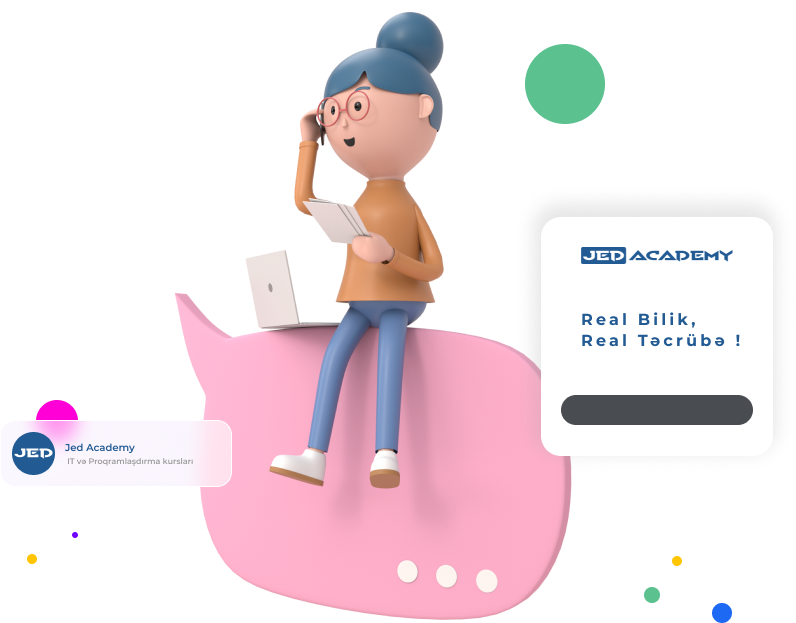 JED ACADEMY
Real Bilik,
Real Təcrübə !
JED
Jed Academy
IT və Proqramlaşdırma kursları